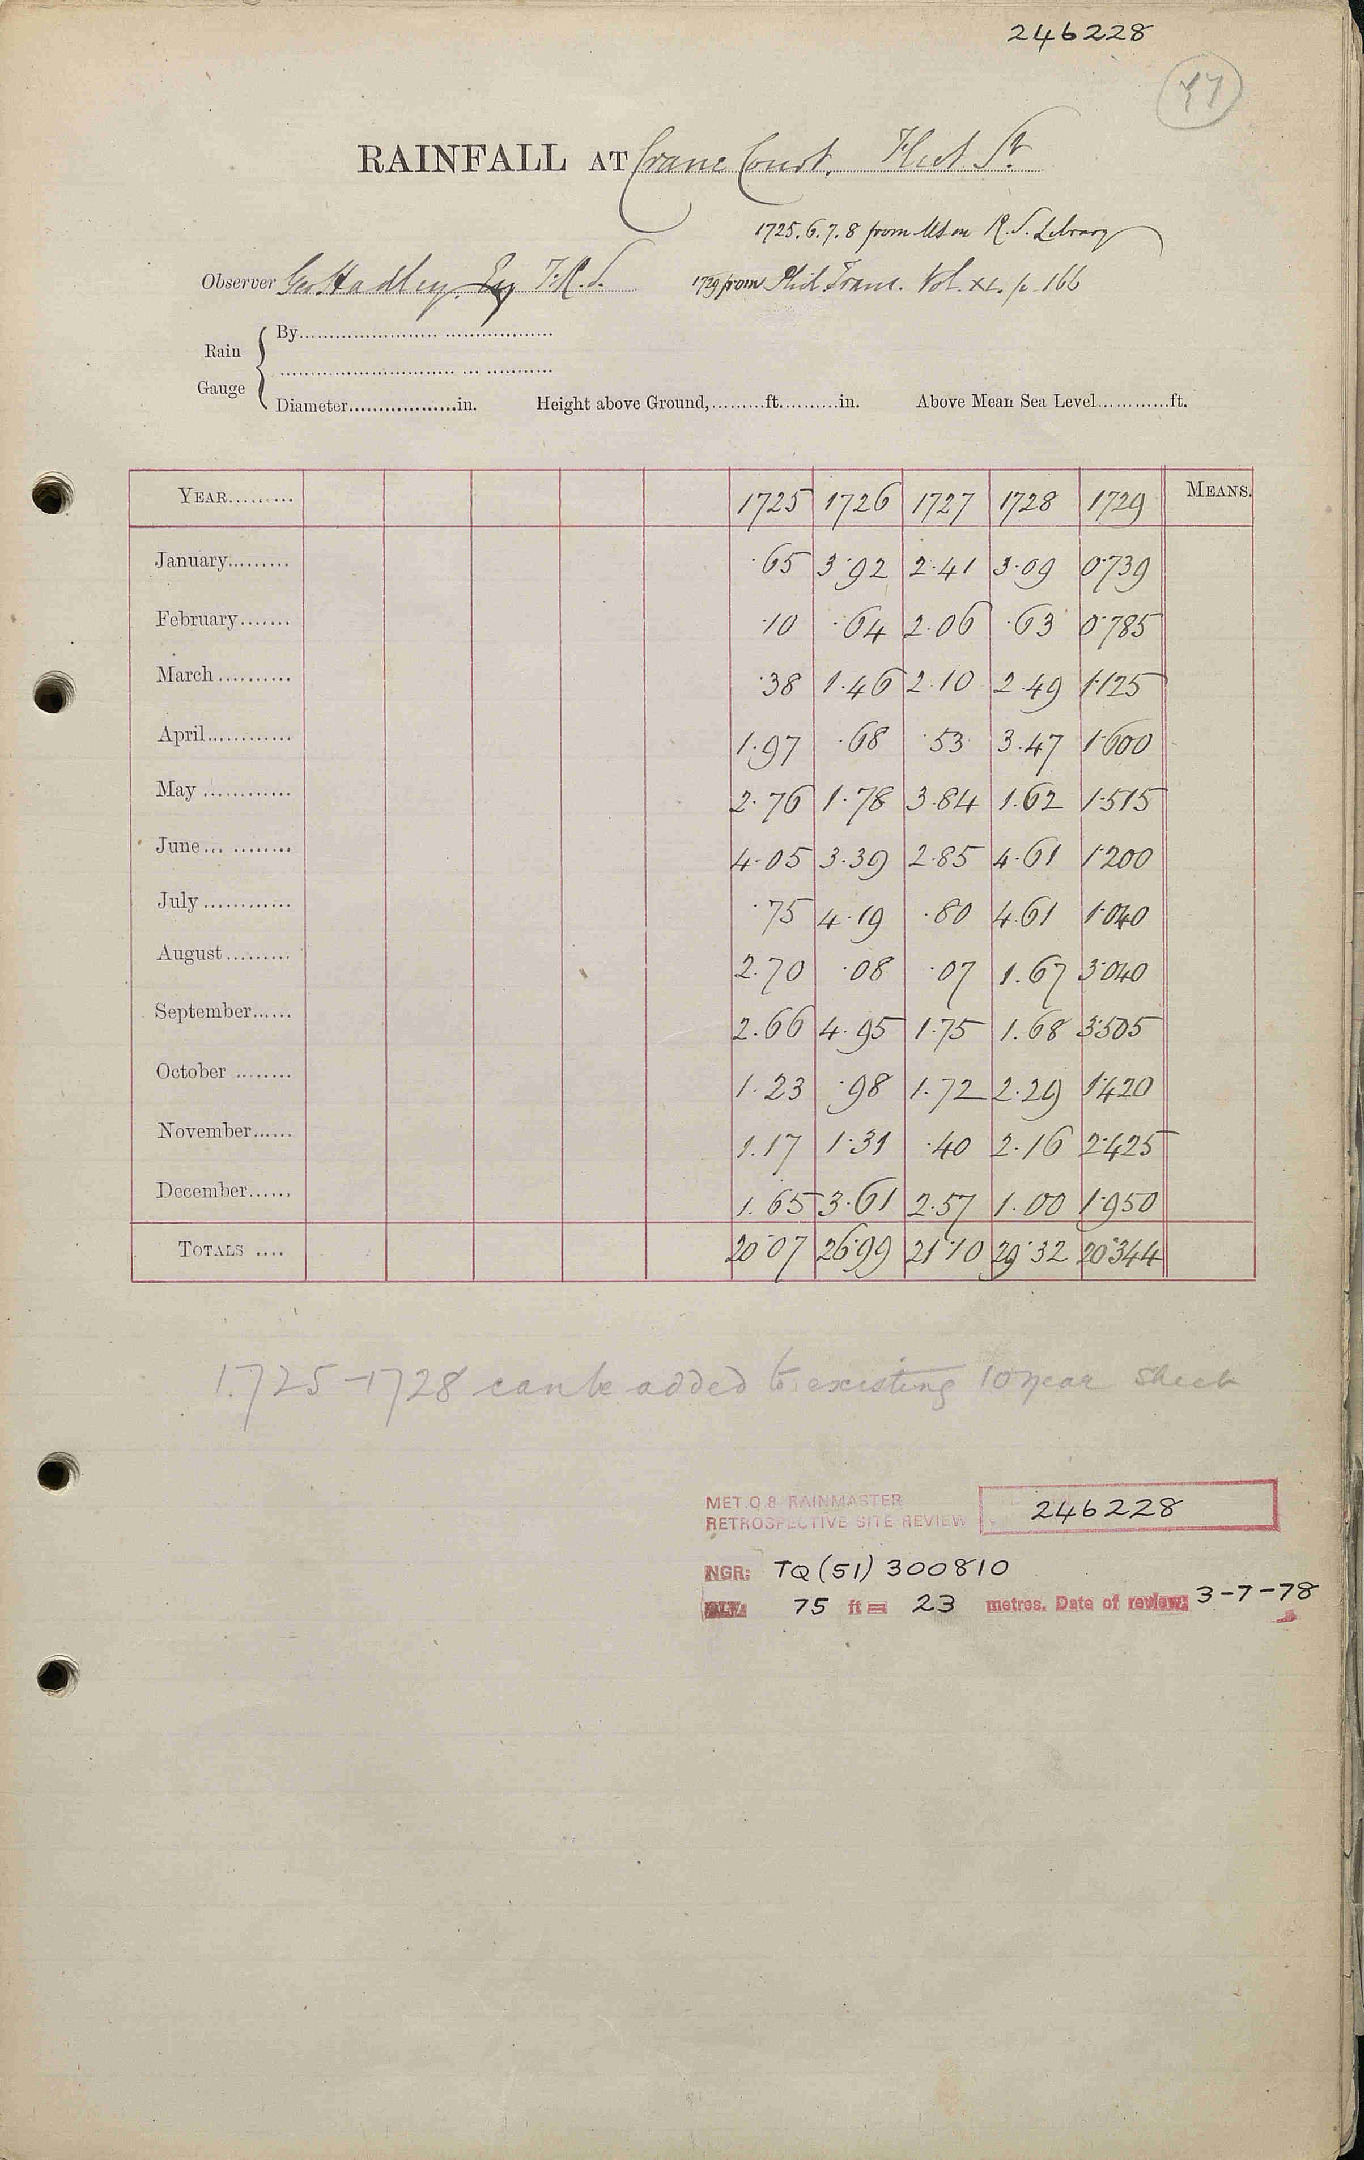 246228
47
RAINFALL AT Crane Court, Fleet St.
1725.6.7.8 from MS in R.S. Library
Observer Geo Hadley, Esq F.R.S. 1729 from Phil Trans. Vol. XL. p. 166
Rain Gauge { By
Diameter in. Height above Ground, ft. in. Above Mean Sea Level ft.
YEAR 1725 1726 1727 1728 1729 MEANS.
January ·65 3·92 2·41 3·09 0·739
February ·10 ·64 2·06 ·63 0·785
March ·38 1·46 2·10 2·49 1·125
April 1·97 ·68 ·53 3·47 1·600
May 2·76 1·78 3·84 1·62 1·515
June 4·05 3·39 2·85 4·61 1·200
July ·75 4·19 ·80 4·61 1·040
August 2·70 ·08 ·07 1·67 3·040
September 2·66 4·95 1·75 1·68 3·505
October 1·23 ·98 1·72 2·29 1·420
November 1·17 1·31 ·40 2·16 2·425
December 1·65 3·61 2·57 1·00 1·950
TOTALS 20·07 26·99 21·10 29·32 20·344
1725-1728 can be added to existing 10 year sheet
MET.O.8 RAINMASTER
RETROSPECTIVE SITE REVIEW 246228
NGR: TQ (51) 300810
ALT: 75 ft = 23 metres. Date of review: 3-7-78